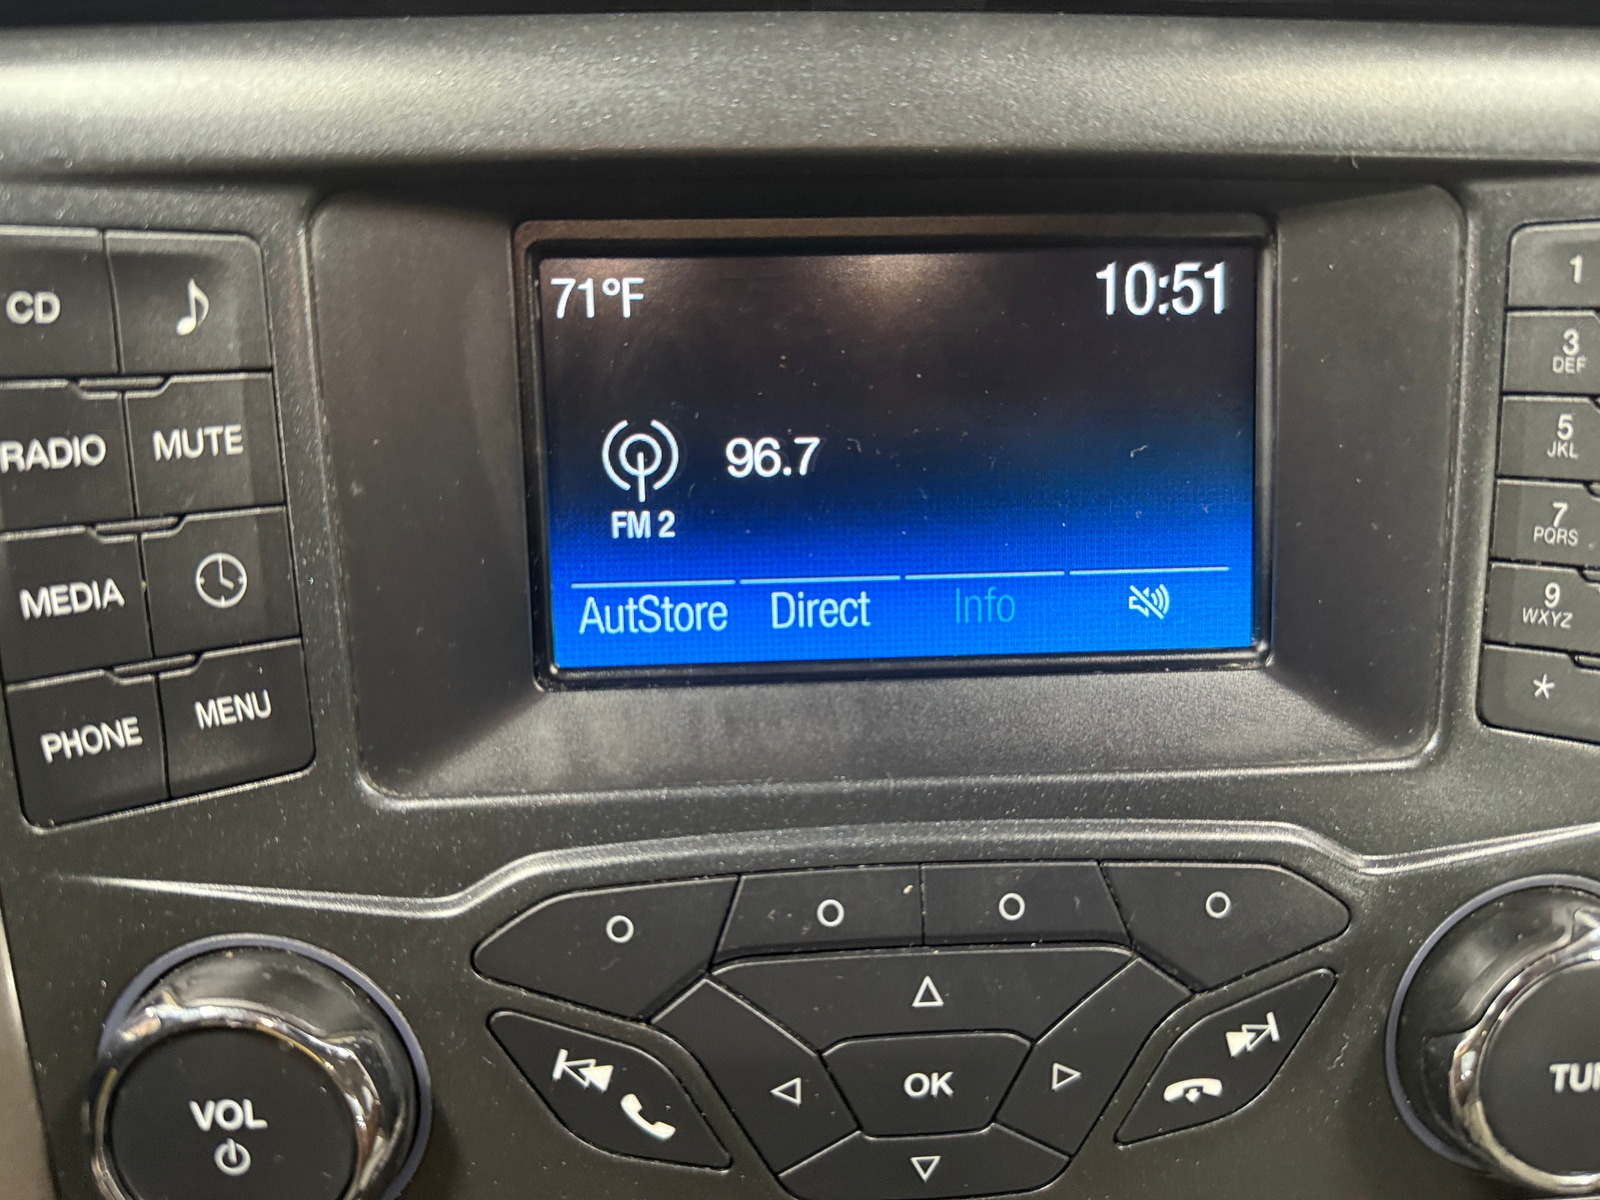 71°F
10:51
96.7
FM 2
AutStore
Direct
Info
CD
RADIO
MUTE
MEDIA
PHONE
MENU
1
3
DEF
5
JKL
7
PQRS
9
WXYZ
*
VOL
OK